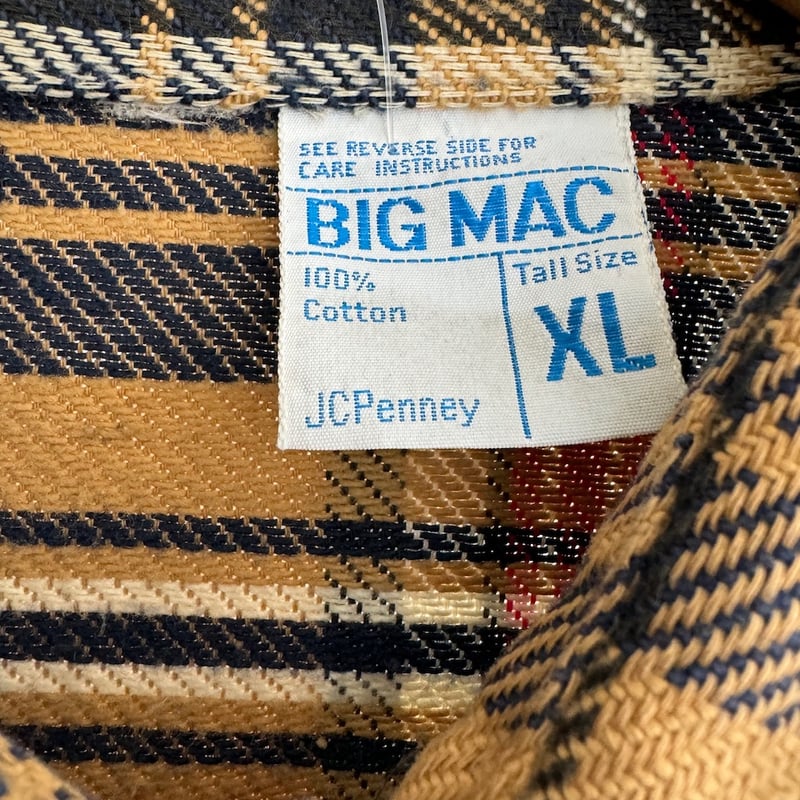 SEE REVERSE SIDE FOR
CARE INSTRUCTIONS
BIG MAC
100%
Cotton
JCPenney
Tall Size
XL